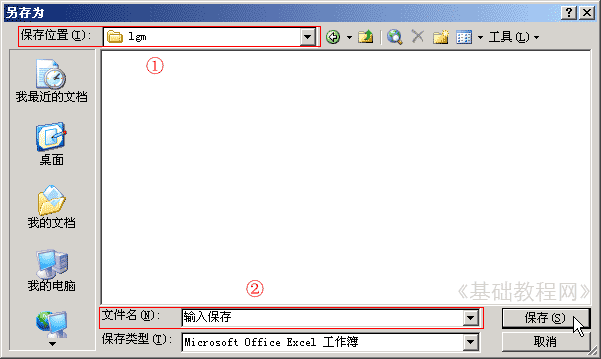 另存为
保存位置(I): lgm 工具(L)
①
我最近的文档
桌面
我的文档
我的电脑
②
《基础教程网》
文件名(N): 输入保存 保存(S)
保存类型(T): Microsoft Office Excel 工作簿 取消